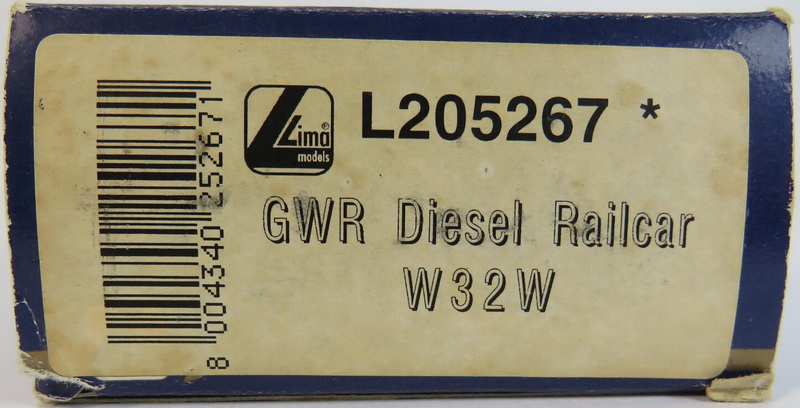 Lima®
models
L205267 *
GWR Diesel Railcar
W32W
8 004340 252671